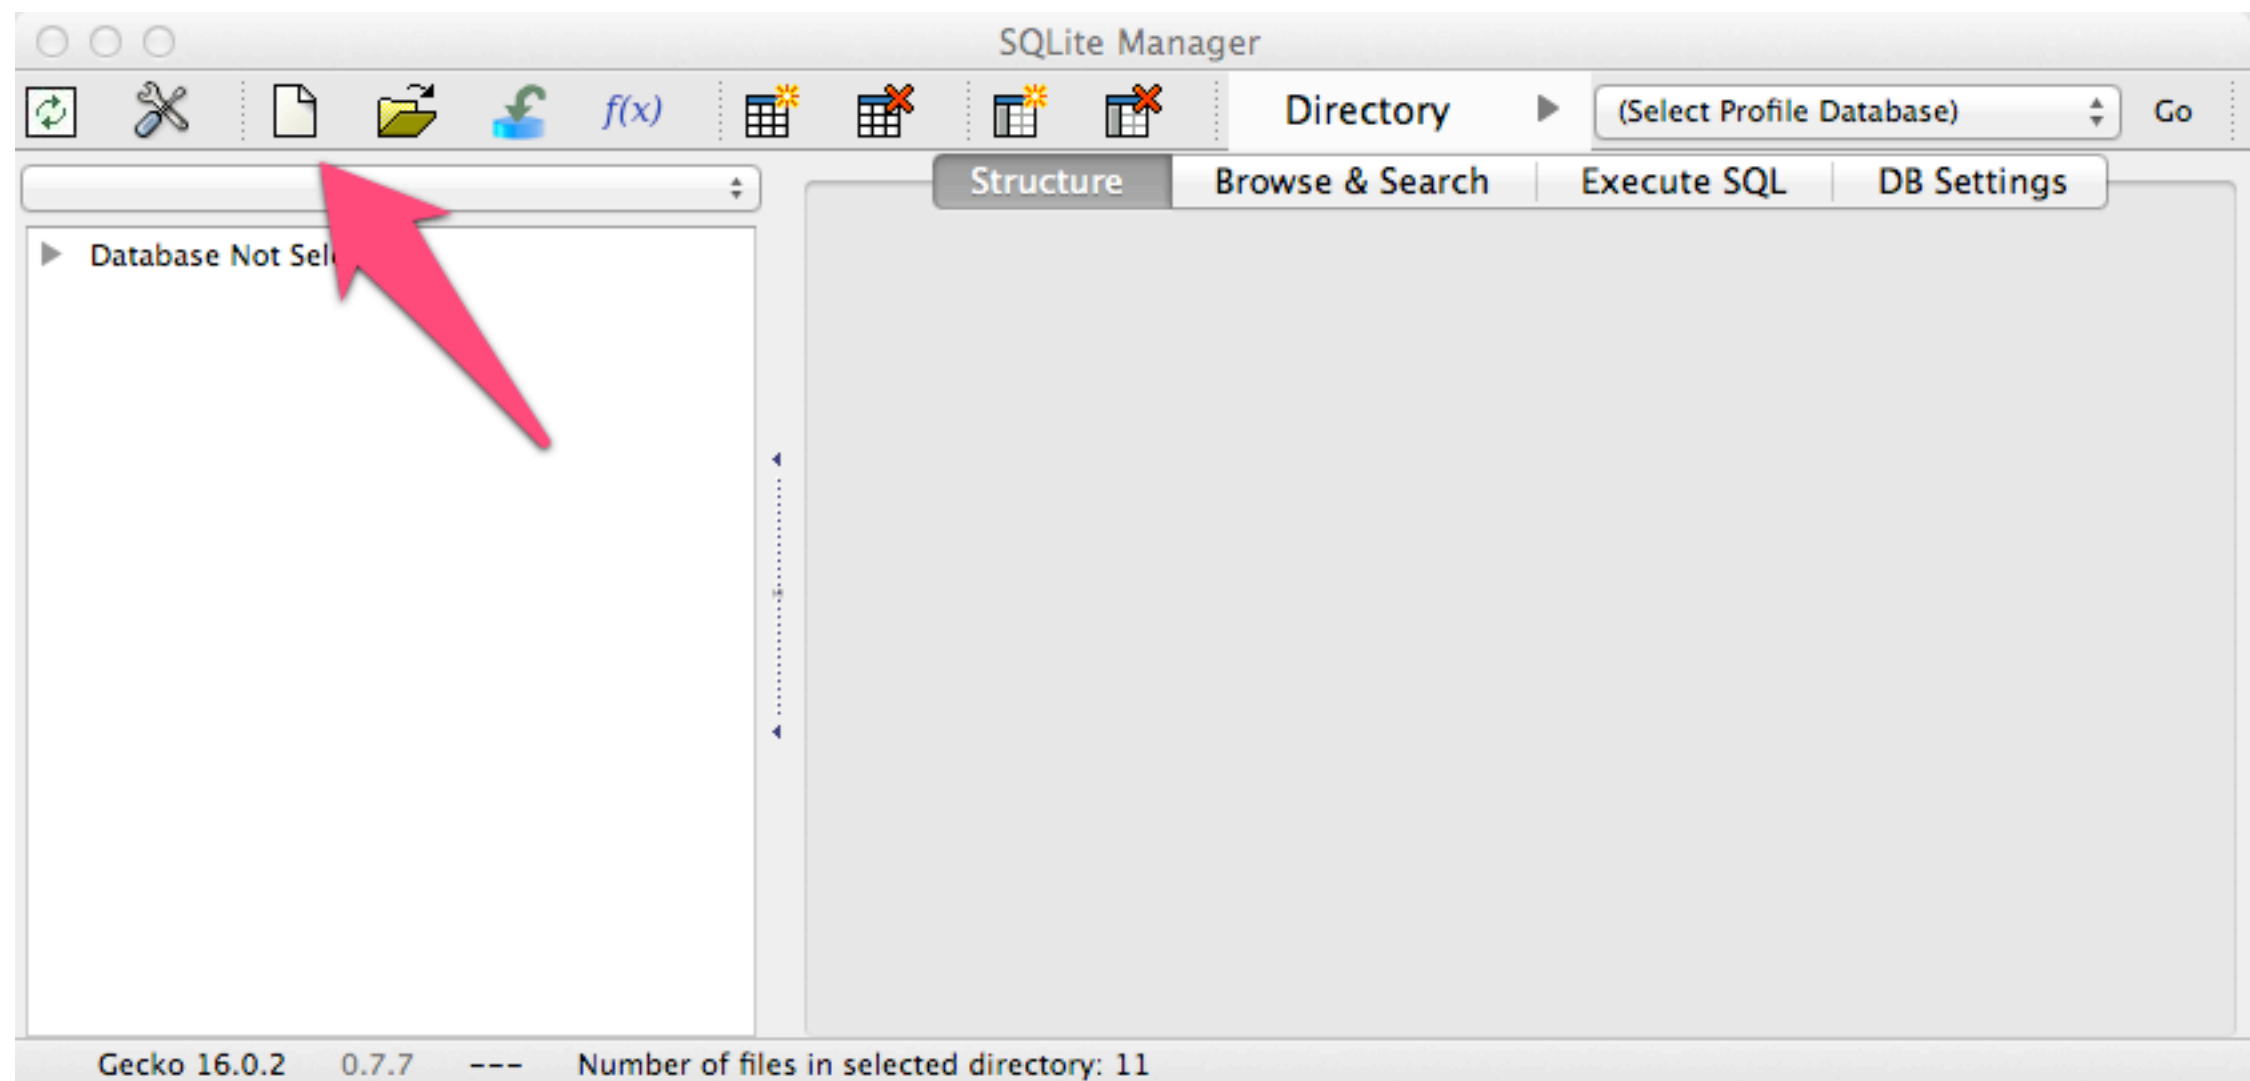 SQLite Manager
f(x) Directory (Select Profile Database) Go
Structure Browse & Search Execute SQL DB Settings
Database Not
Gecko 16.0.2 0.7.7 --- Number of files in selected directory: 11